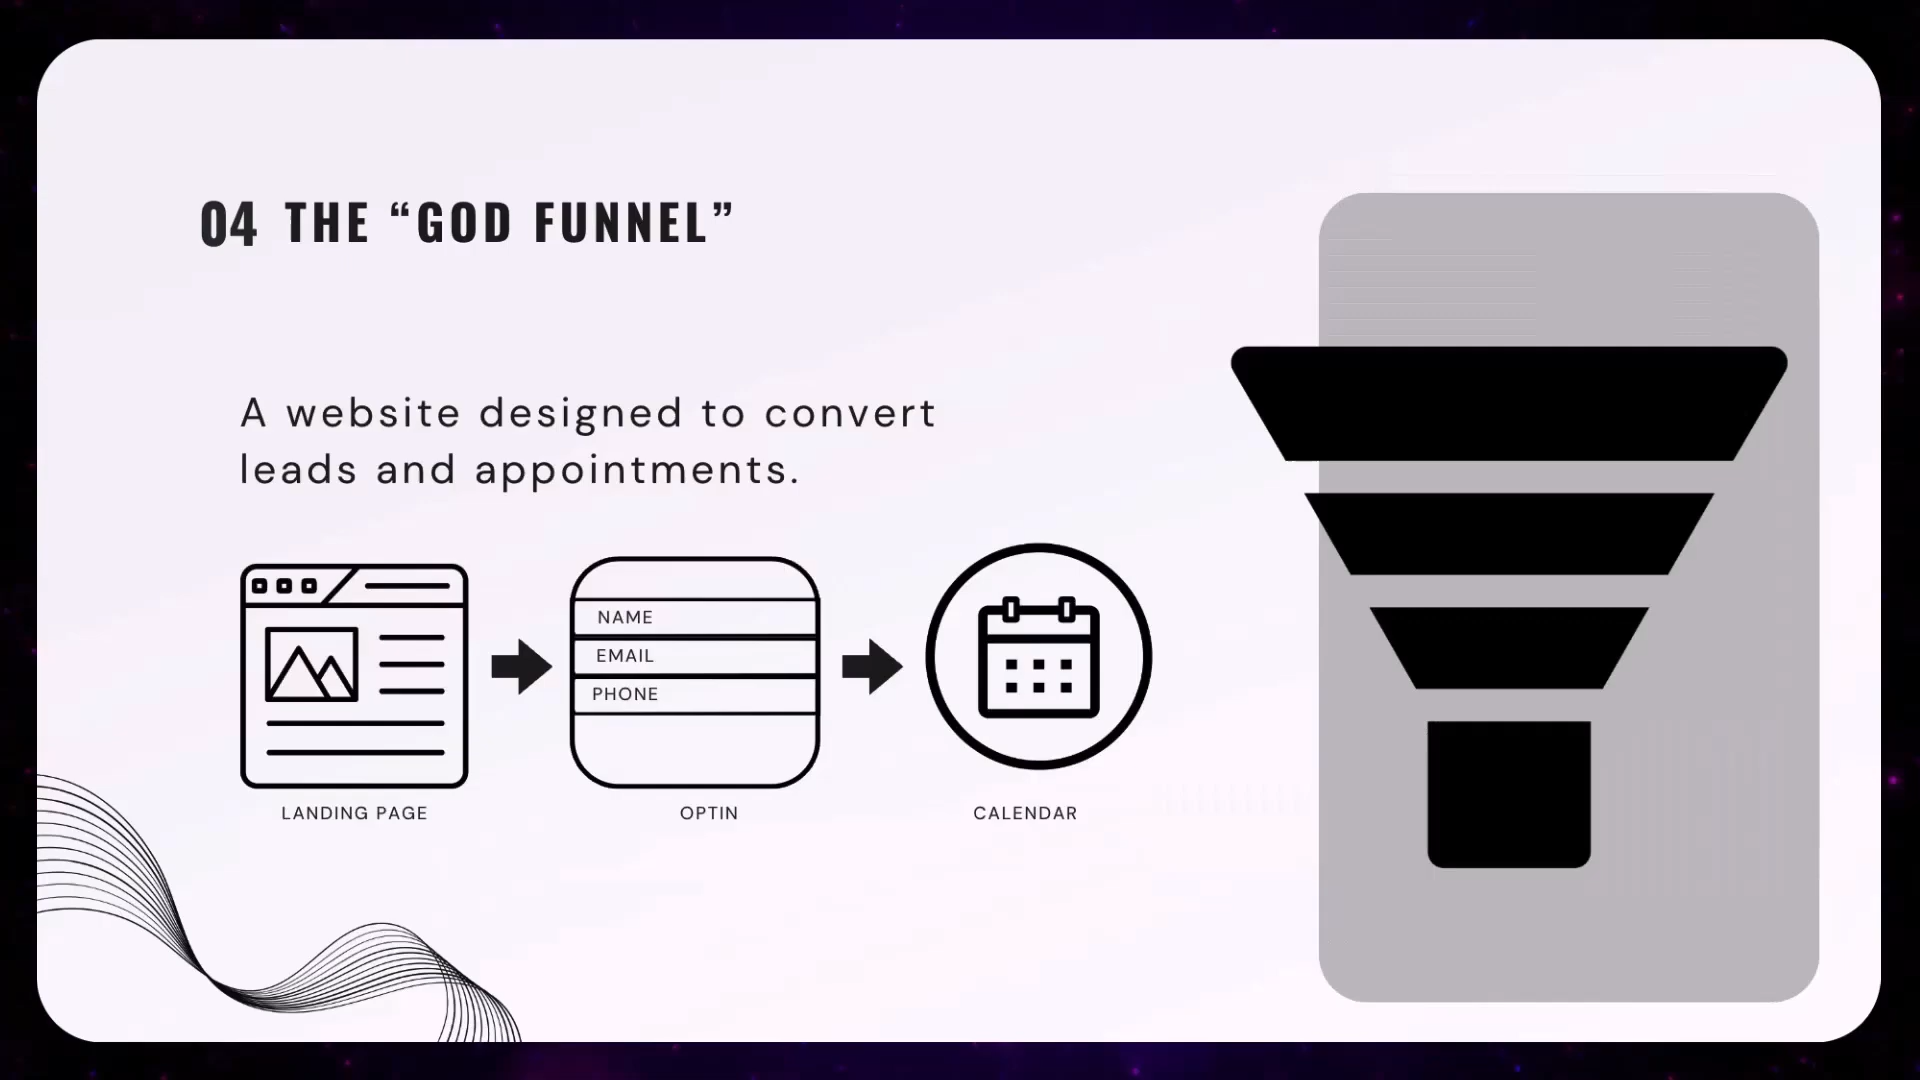 04 THE “GOD FUNNEL”
A website designed to convert
leads and appointments.
NAME
EMAIL
PHONE
LANDING PAGE
OPTIN
CALENDAR